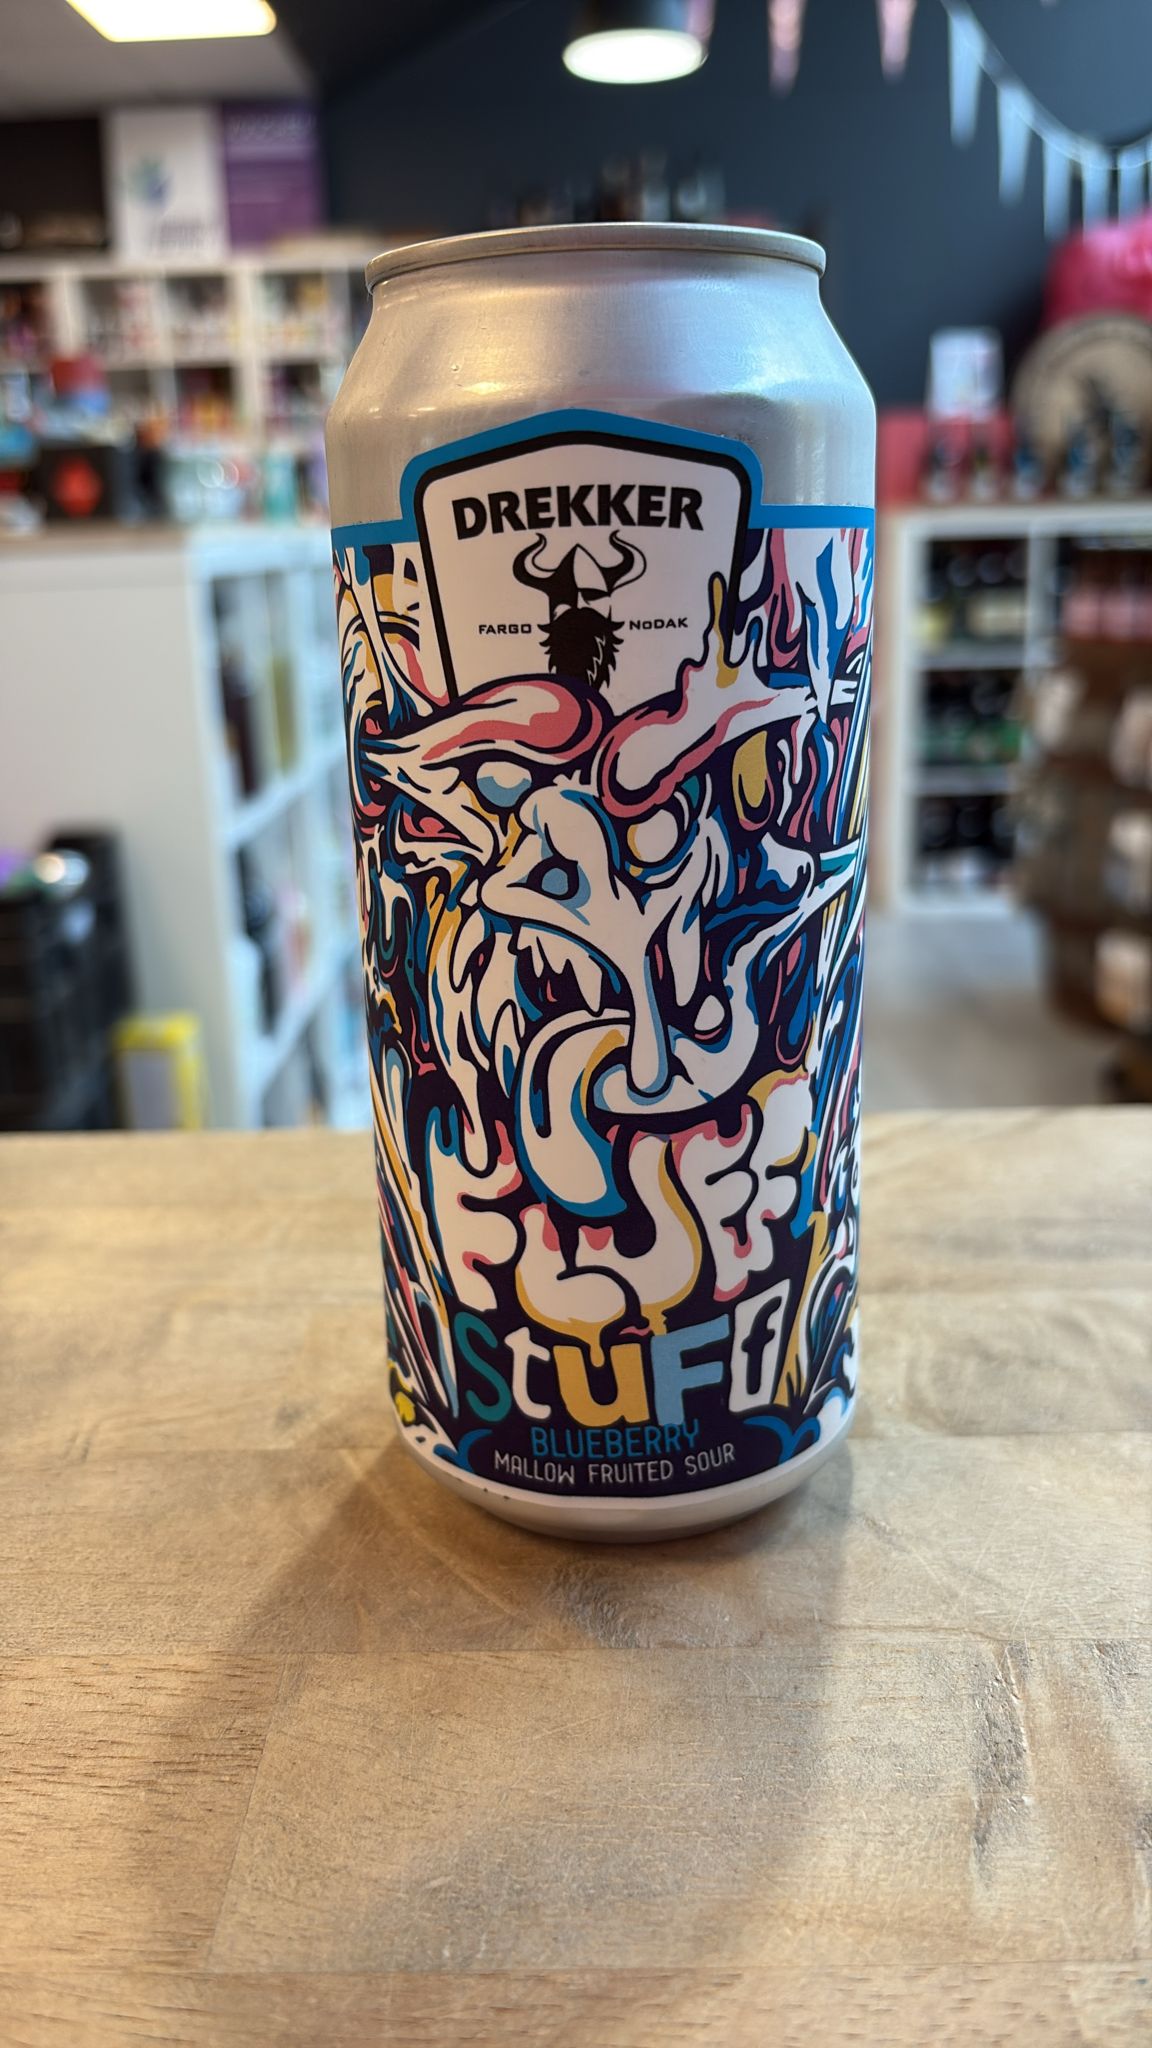 DREKKER
FARGO NoDAK
FLUFF
StuFf
BLUEBERRY
MALLOW FRUITED SOUR